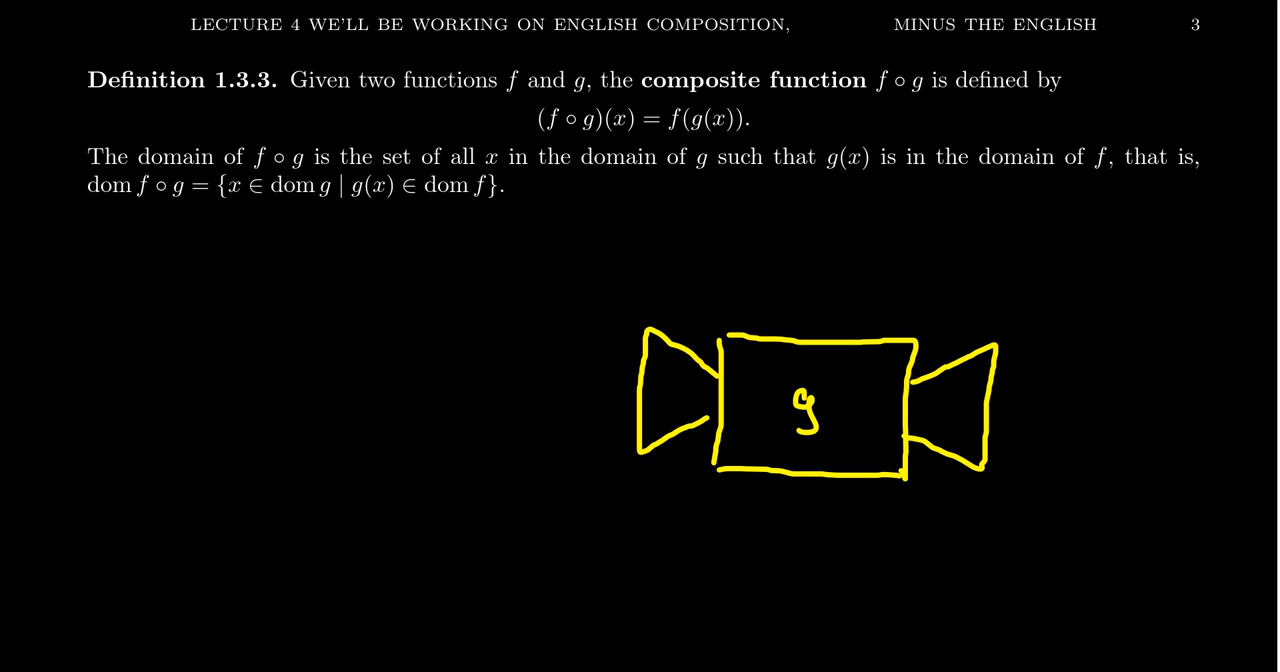 LECTURE 4 WE'LL BE WORKING ON ENGLISH COMPOSITION, MINUS THE ENGLISH 3
Definition 1.3.3. Given two functions f and g, the composite function f ∘ g is defined by
(f ∘ g)(x) = f(g(x)).
The domain of f ∘ g is the set of all x in the domain of g such that g(x) is in the domain of f, that is,
dom f ∘ g = {x ∈ dom g | g(x) ∈ dom f}.
g